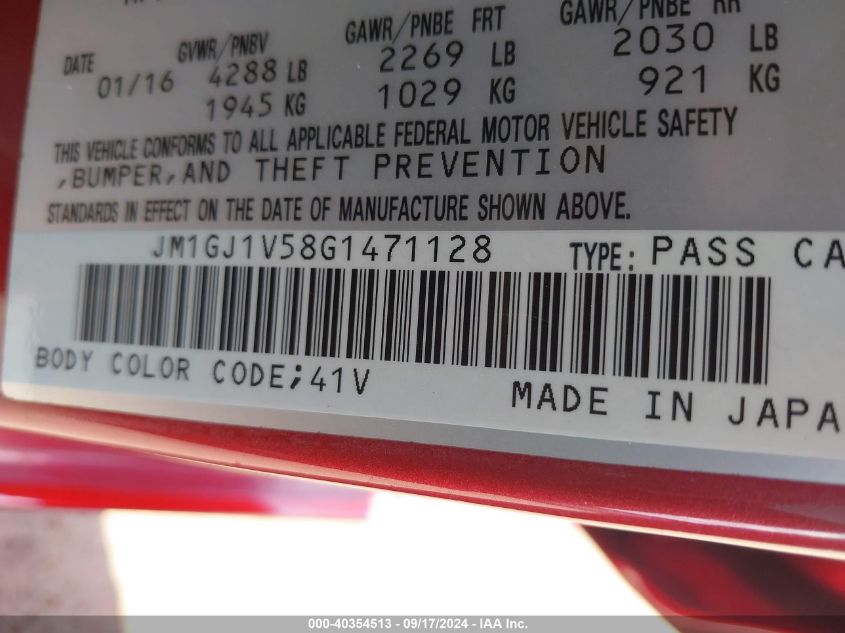 DATE GVWR/PNBV GAWR/PNBE FRT GAWR/PNBE RR
01/16 4288 LB 2269 LB 2030 LB
1945 KG 1029 KG 921 KG
THIS VEHICLE CONFORMS TO ALL APPLICABLE FEDERAL MOTOR VEHICLE SAFETY
,BUMPER,AND THEFT PREVENTION
STANDARDS IN EFFECT ON THE DATE OF MANUFACTURE SHOWN ABOVE.
JM1GJ1V58G1471128 TYPE: PASS CA
BODY COLOR CODE;41V
MADE IN JAPA
000-40354513 - 09/17/2024 - IAA Inc.